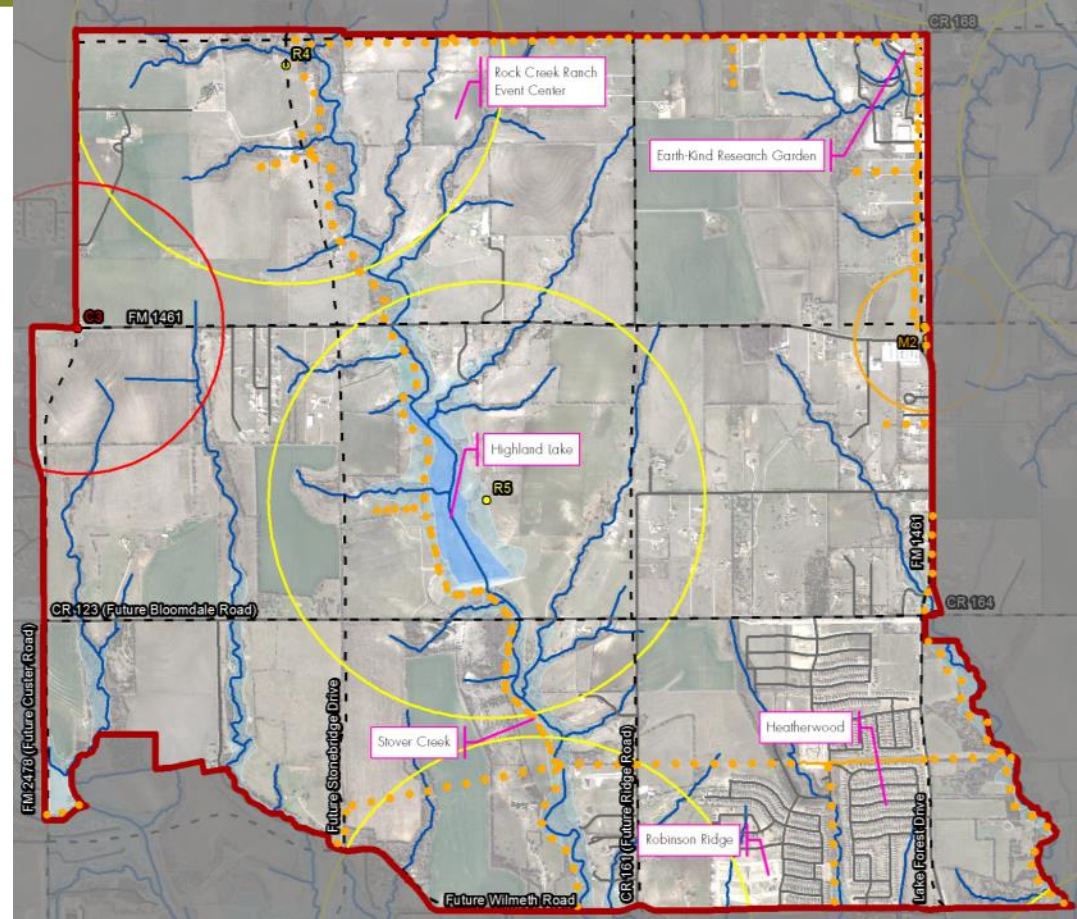 CR 168
R4
Rock Creek Ranch
Event Center
Earth-Kind Research Garden
C3
FM 1461
M2
Highland Lake
R5
FM 1461
CR 123 (Future Bloomdale Road)
CR 164
FM 2478 (Future Custer Road)
Future Stonebridge Drive
Stover Creek
CR 161 (Future Ridge Road)
Heatherwood
Lake Forest Drive
Robinson Ridge
Future Wilmeth Road